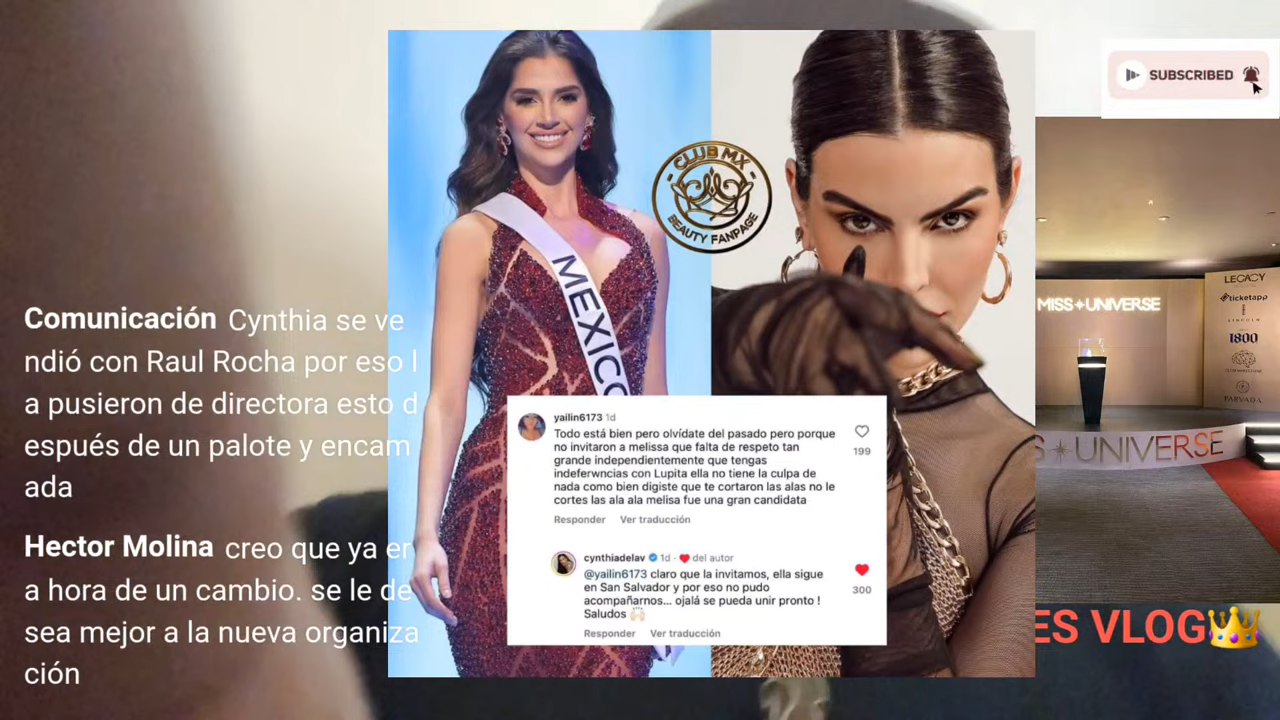 Comunicación Cynthia se ve
ndió con Raul Rocha por eso l
a pusieron de directora esto d
espués de un palote y encam
ada
Hector Molina creo que ya er
a hora de un cambio. se le de
sea mejor a la nueva organiza
ción
CLUB MX
BEAUTY FANPAGE
MEXICO
yailin6173 1d
Todo está bien pero olvídate del pasado pero porque
no invitaron a melissa que falta de respeto tan
grande independientemente que tengas
indeferwncias con Lupita ella no tiene la culpa de
nada como bien digiste que te cortaron las alas no le
cortes las ala ala melisa fue una gran candidata
199
Responder Ver traducción
cynthiadelav 1d · ❤️ del autor
@yailin6173 claro que la invitamos, ella sigue
en San Salvador y por eso no pudo
acompañarnos... ojalá se pueda unir pronto !
Saludos 🙌🏻
300
Responder Ver traducción
SUBSCRIBED
MISS UNIVERSE
LEGACY
ticketapp
LINCOLN
1800
S UNIVERSE
ES VLOG👑